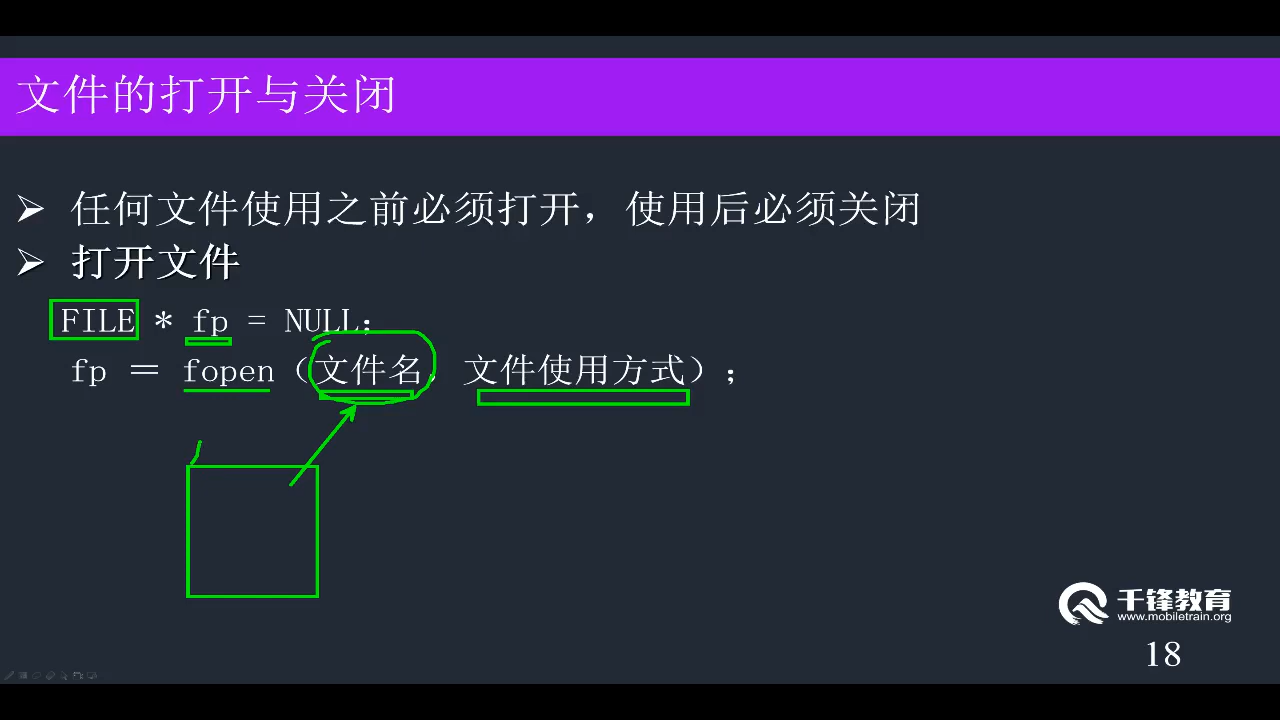 文件的打开与关闭
任何文件使用之前必须打开，使用后必须关闭
打开文件
FILE * fp = NULL;
fp ＝ fopen（文件名，文件使用方式）;
千锋教育
www.mobiletrain.org
18